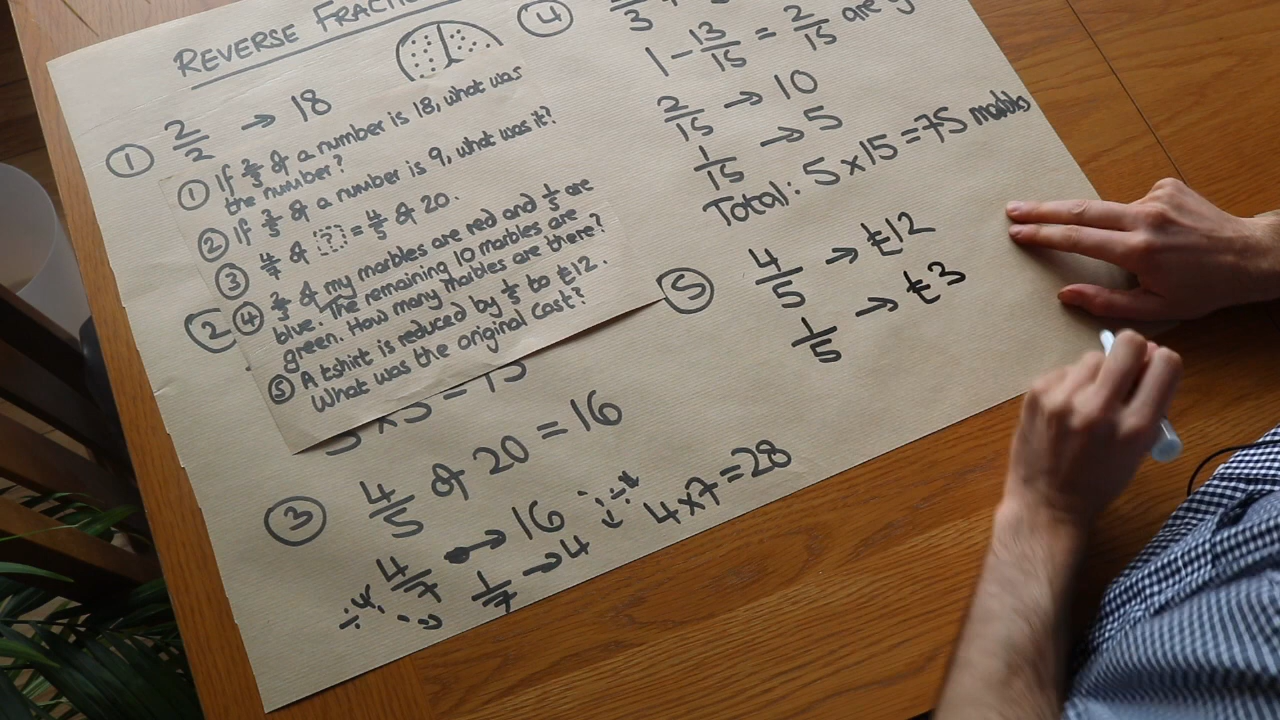 REVERSE FRACTIO
① 2/2 → 18
① If 2/3 of a number is 18, what was
the number?
② If 3/5 of a number is 9, what was it?
③ 4/7 of [?] = 4/5 of 20.
④ 2/3 of my marbles are red and 1/5 are
blue. The remaining 10 marbles are
green. How many marbles are there?
⑤ A tshirt is reduced by 1/5 to £12.
What was the original cost?
②
③ 4/5 of 20 = 16
4/7 → 16
÷4
1/7 → 4
4×7=28
④
1 - 13/15 = 2/15 are g
2/15 → 10
1/15 → 5
Total: 5 × 15 = 75 marbles
⑤ 4/5 → £12
1/5 → £3